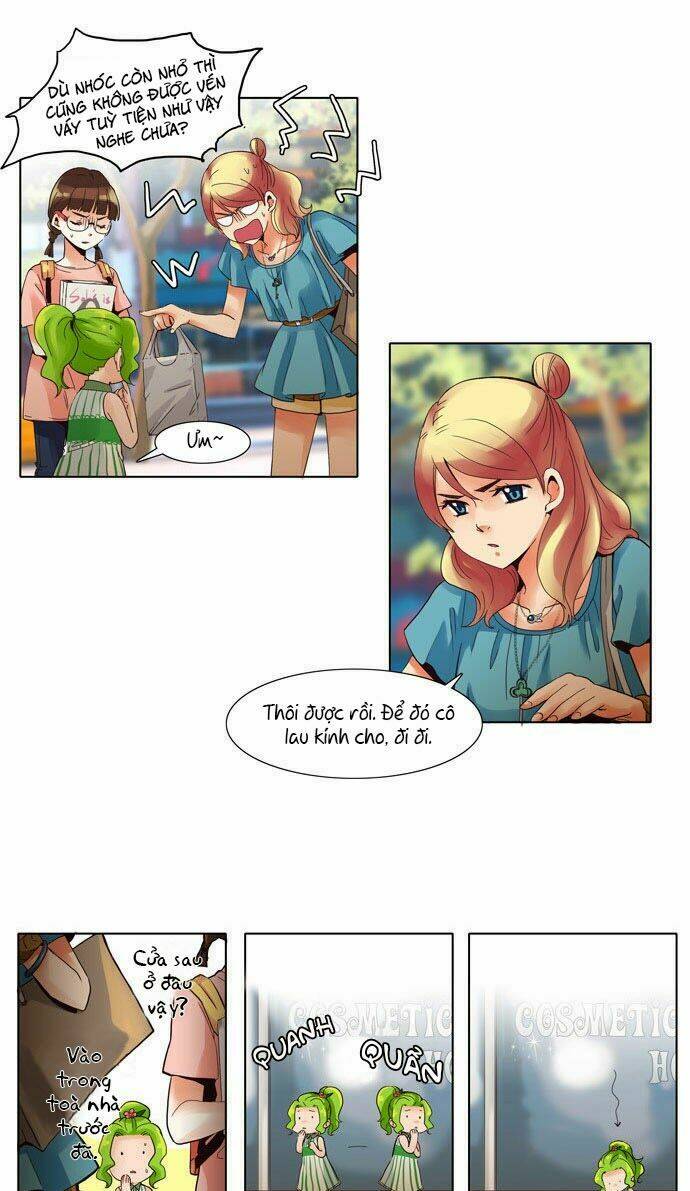 DÙ NHÓC CÒN NHỎ THÌ
CŨNG KHÔNG ĐƯỢC VÉN
VÁY TUỲ TIỆN NHƯ VẬY
NGHE CHƯA?
Ưm~
Thôi được rồi. Để đó cô
lau kính cho, đi đi.
Cửa sau
ở đâu
vậy?
Vào
trong
toà nhà
trước
đã.
COSMETIC
QUANH
QUẨN
COSMETIC
HO